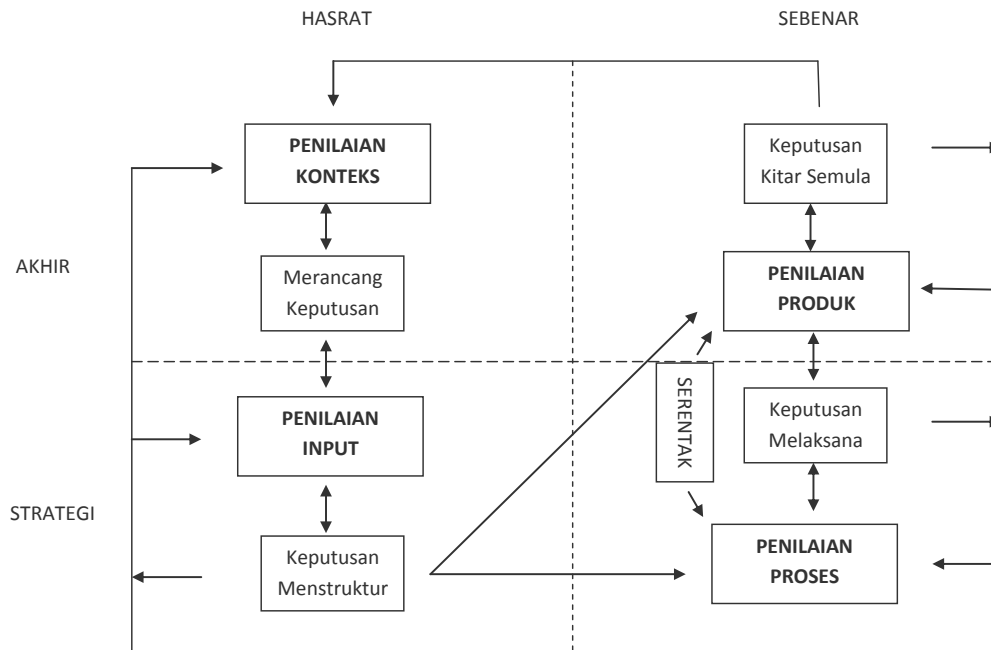 HASRAT
SEBENAR
PENILAIAN
KONTEKS
Keputusan
Kitar Semula
AKHIR
Merancang
Keputusan
PENILAIAN
PRODUK
SERENTAK
PENILAIAN
INPUT
Keputusan
Melaksana
STRATEGI
Keputusan
Menstruktur
PENILAIAN
PROSES